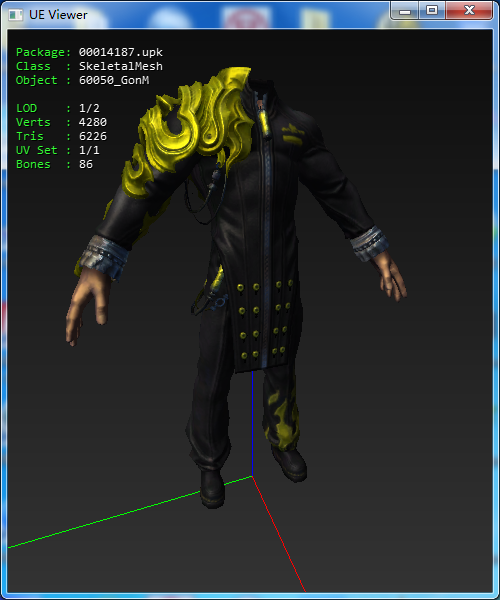 UE Viewer
Package: 00014187.upk
Class : SkeletalMesh
Object : 60050_GonM
LOD : 1/2
Verts : 4280
Tris : 6226
UV Set : 1/1
Bones : 86